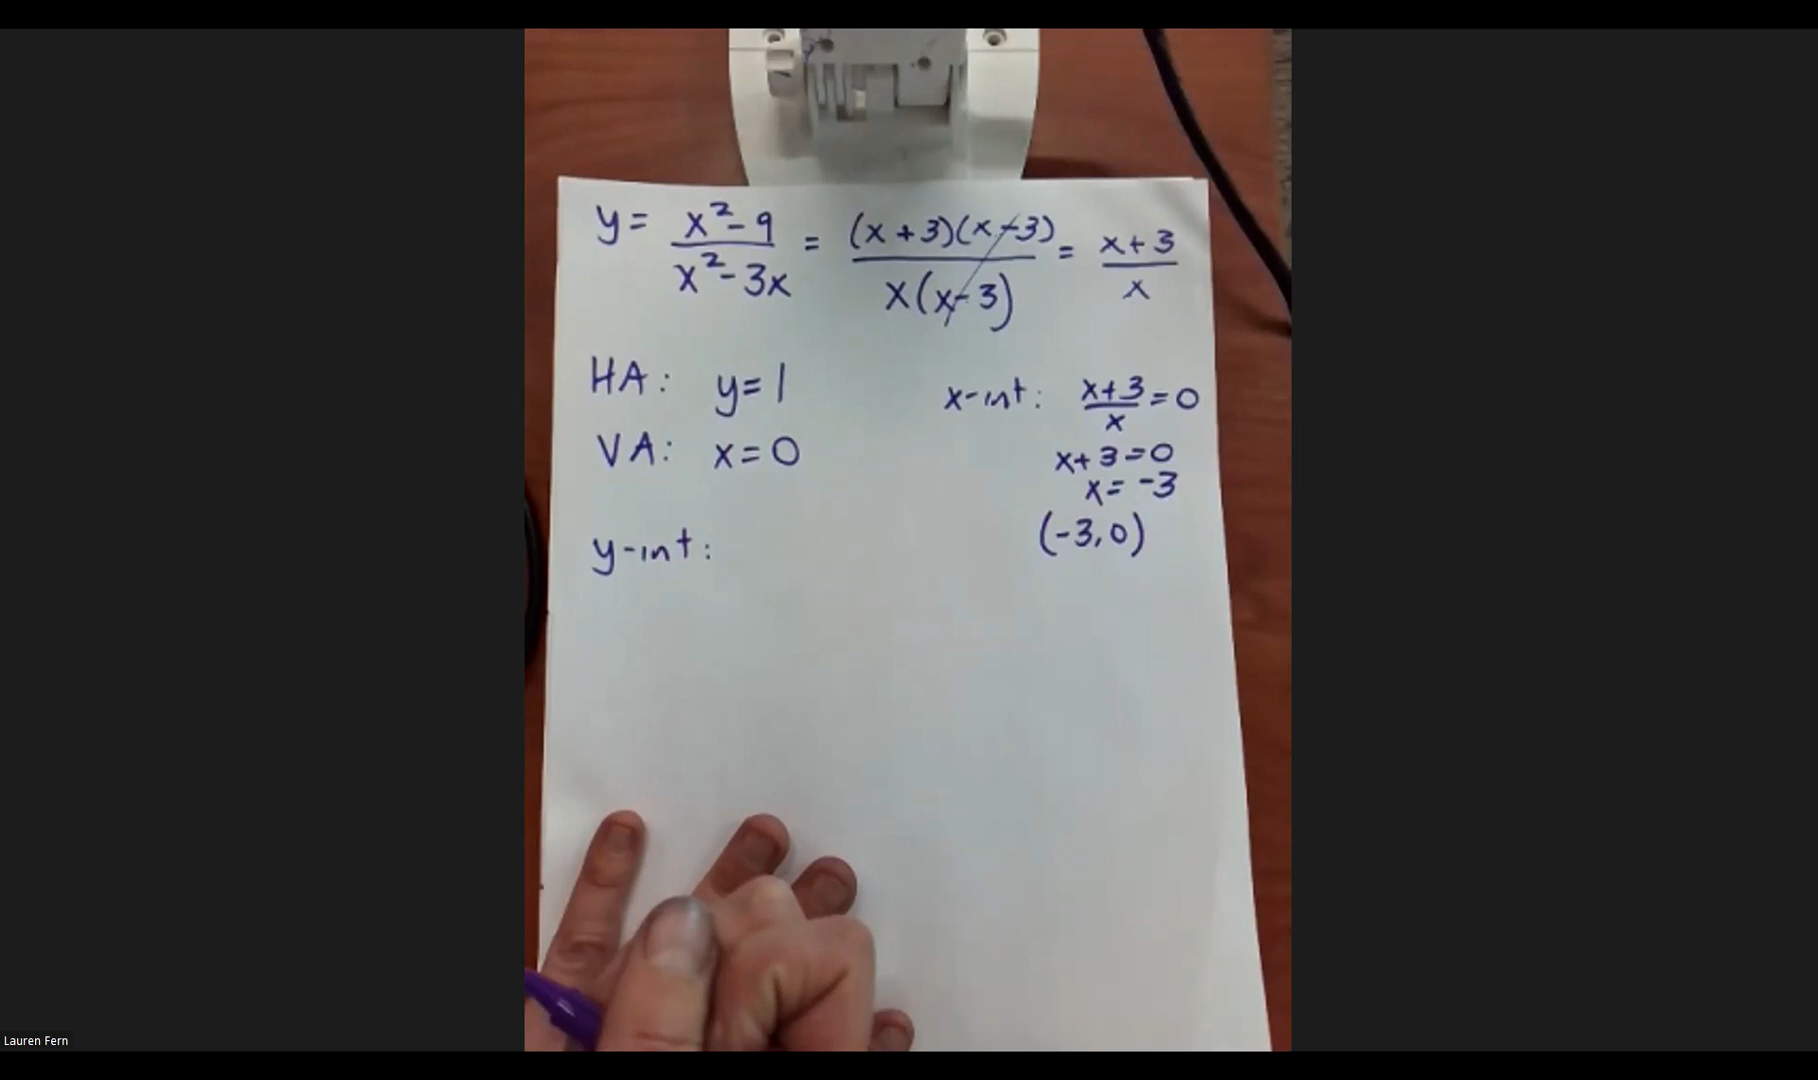 y = x²-9 / x²-3x = (x+3)(x-3) / x(x-3) = x+3 / x
HA: y=1
VA: x=0
y-int:
x-int: x+3 / x = 0
x+3=0
x=-3
(-3,0)
Lauren Fern